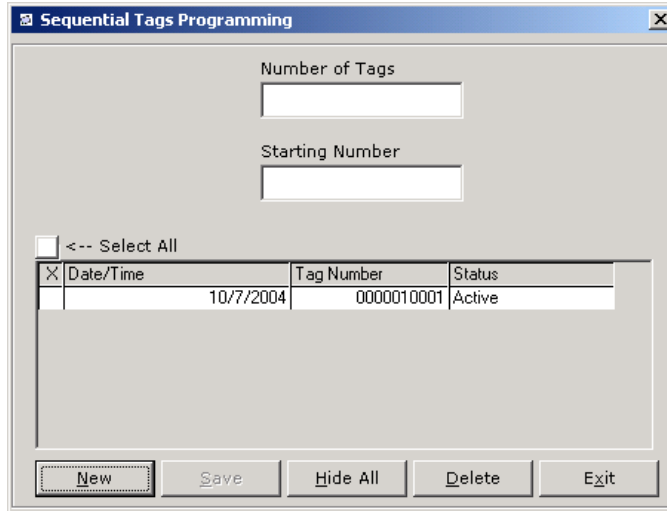 Sequential Tags Programming
Number of Tags
Starting Number
<-- Select All
X Date/Time Tag Number Status
10/7/2004 0000010001 Active
New Save Hide All Delete Exit